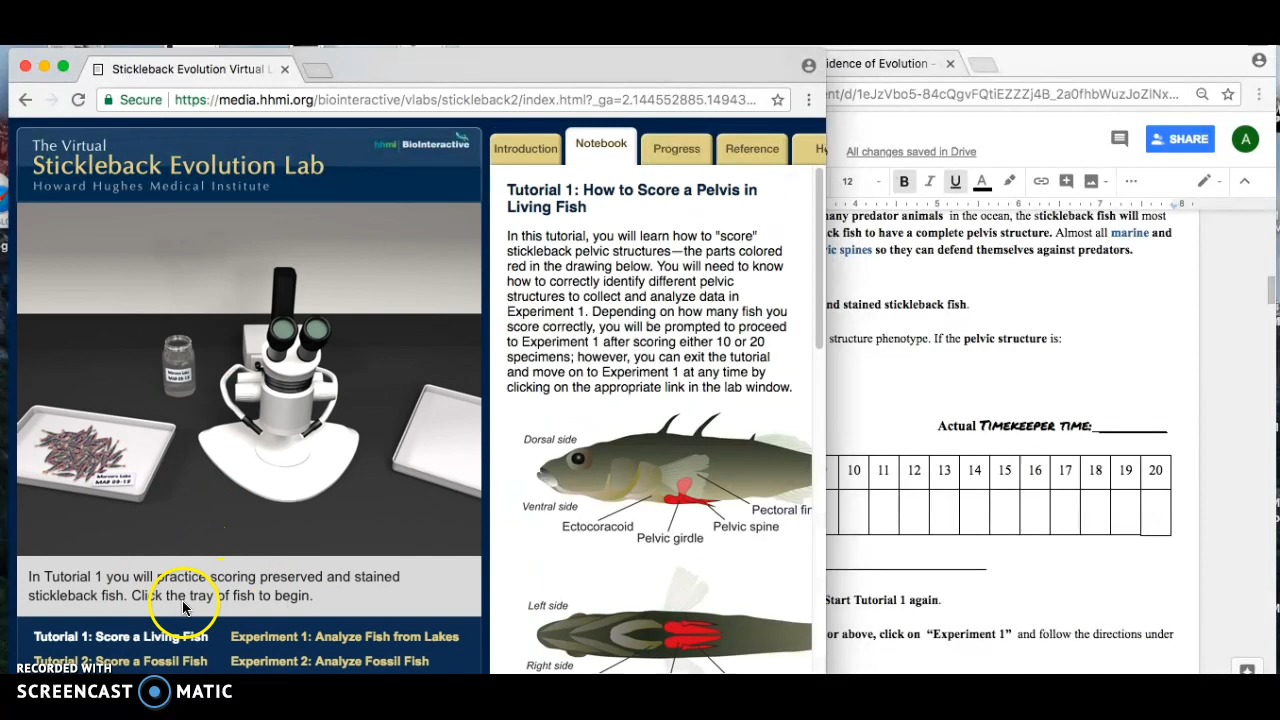 Stickleback Evolution Virtual L
idence of Evolution -
Secure
https://media.hhmi.org/biointeractive/vlabs/stickleback2/index.html?_ga=2.144552885.14943...
ent/d/1eJzVbo5-84cQgvFQtiEZZZj4B_2a0fhbWuzJoZlNx...
The Virtual
Stickleback Evolution Lab
Howard Hughes Medical Institute
hhmi BioInteractive
Introduction
Notebook
Progress
Reference
Hy
All changes saved in Drive
SHARE
A
12
B I U A
4 5 6 7 8
Tutorial 1: How to Score a Pelvis in
Living Fish
In this tutorial, you will learn how to "score"
stickleback pelvic structures—the parts colored
red in the drawing below. You will need to know
how to correctly identify different pelvic
structures to collect and analyze data in
Experiment 1. Depending on how many fish you
score correctly, you will be prompted to proceed
to Experiment 1 after scoring either 10 or 20
specimens; however, you can exit the tutorial
and move on to Experiment 1 at any time by
clicking on the appropriate link in the lab window.
Dorsal side
Ventral side
Ectocoracoid
Pelvic girdle
Pelvic spine
Pectoral fin
Left side
Right side
In Tutorial 1 you will practice scoring preserved and stained
stickleback fish. Click the tray of fish to begin.
Tutorial 1: Score a Living Fish
Experiment 1: Analyze Fish from Lakes
Tutorial 2: Score a Fossil Fish
Experiment 2: Analyze Fossil Fish
many predator animals in the ocean, the stickleback fish will most
ck fish to have a complete pelvis structure. Almost all marine and
vic spines so they can defend themselves against predators.
nd stained stickleback fish.
structure phenotype. If the pelvic structure is:
Actual TIMEKEEPER TIME:__________
10 11 12 13 14 15 16 17 18 19 20
Start Tutorial 1 again.
or above, click on “Experiment 1” and follow the directions under
RECORDED WITH
SCREENCAST MATIC